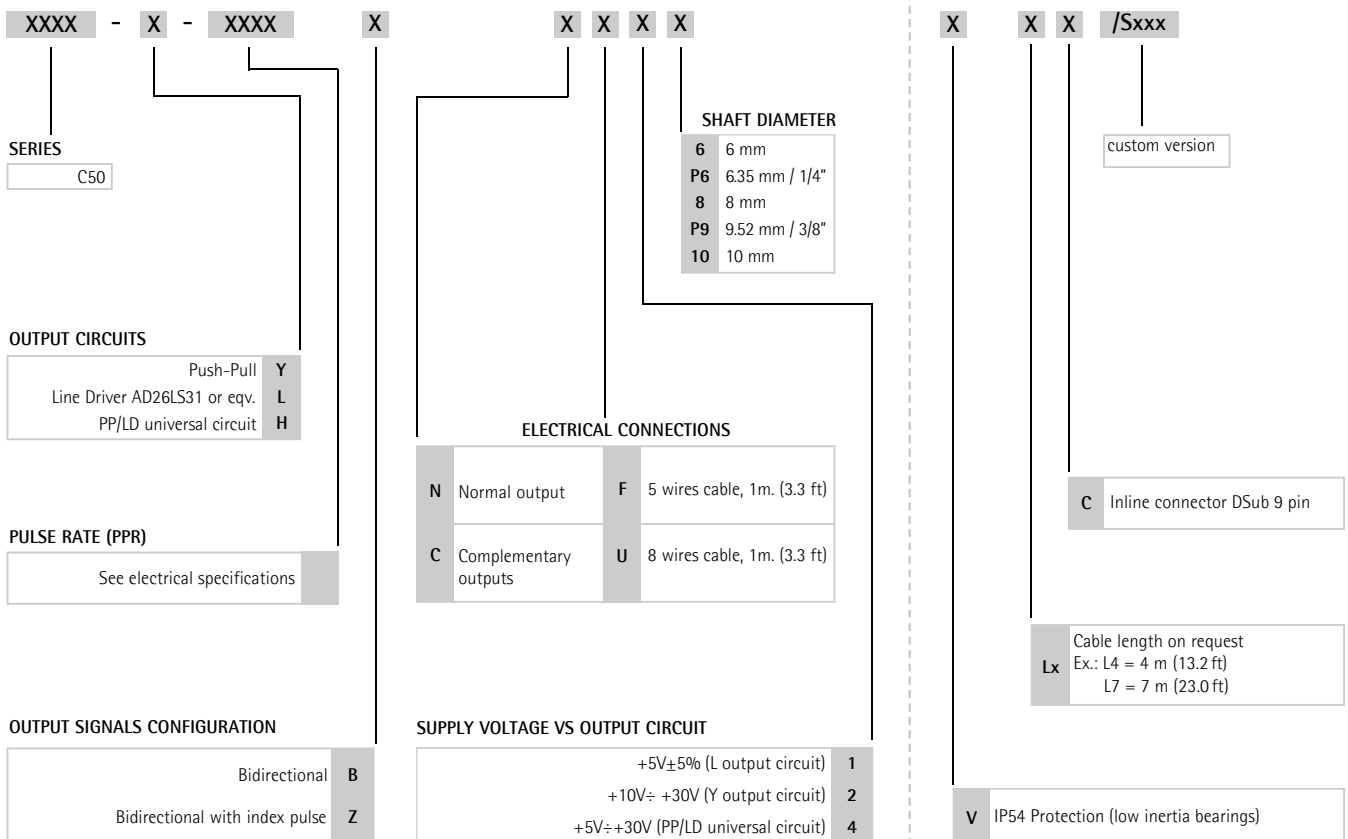 XXXX - X - XXXX X X X X X X X X /Sxxx
SHAFT DIAMETER
6 6 mm
P6 6.35 mm / 1/4"
8 8 mm
P9 9.52 mm / 3/8"
10 10 mm
custom version
SERIES
C50
OUTPUT CIRCUITS
Push-Pull Y
Line Driver AD26LS31 or eqv. L
PP/LD universal circuit H
ELECTRICAL CONNECTIONS
N Normal output F 5 wires cable, 1m. (3.3 ft)
C Complementary
outputs
U 8 wires cable, 1m. (3.3 ft)
C Inline connector DSub 9 pin
PULSE RATE (PPR)
See electrical specifications
Lx Cable length on request
Ex.: L4 = 4 m (13.2 ft)
L7 = 7 m (23.0 ft)
OUTPUT SIGNALS CONFIGURATION
Bidirectional B
Bidirectional with index pulse Z
SUPPLY VOLTAGE VS OUTPUT CIRCUIT
+5V±5% (L output circuit) 1
+10V÷ +30V (Y output circuit) 2
+5V÷+30V (PP/LD universal circuit) 4
V IP54 Protection (low inertia bearings)